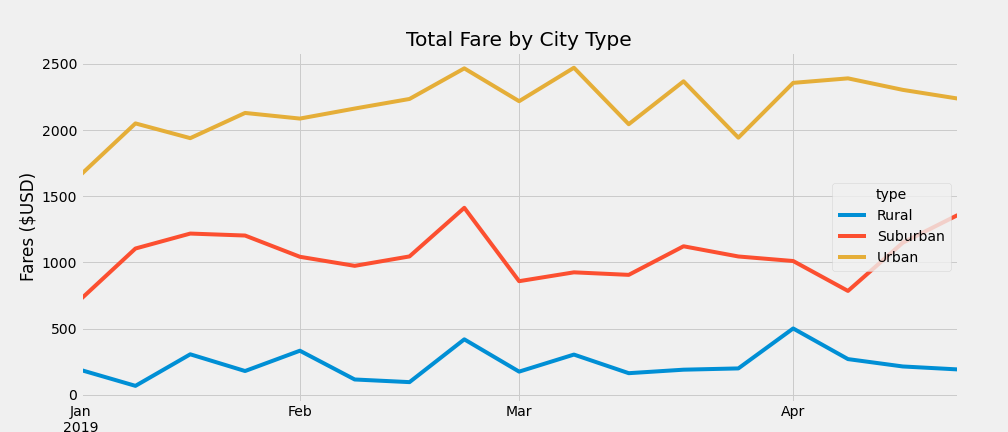 Total Fare by City Type
Fares ($USD)
2500
2000
1500
1000
500
0
type
Rural
Suburban
Urban
Jan Feb Mar Apr
2019